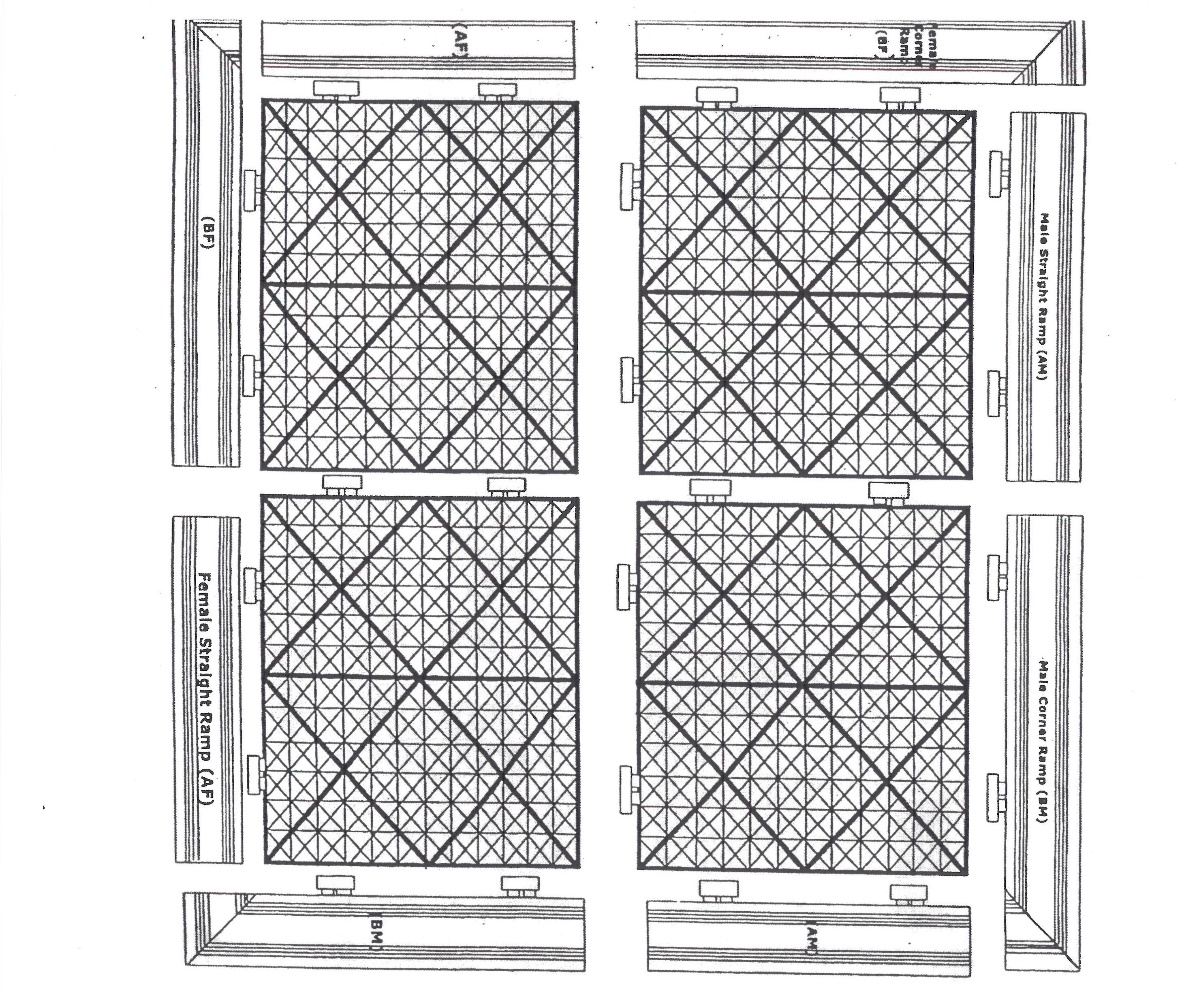 (AF)
Female
Corner
Ramp
(BF)
(BF)
Male Straight Ramp (AM)
Female Straight Ramp (AF)
Male Corner Ramp (BM)
(BM)
(AM)